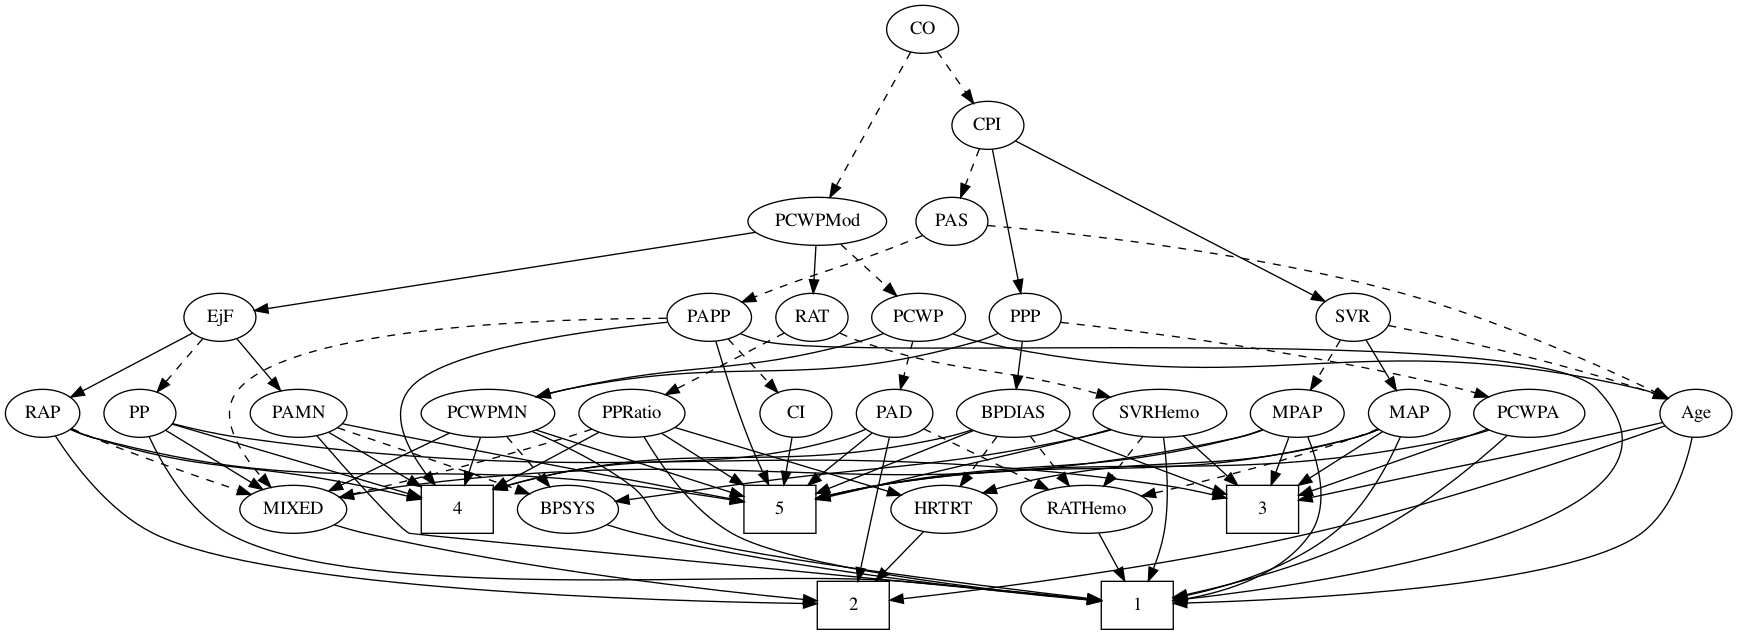 CO
CPI
PCWPMod
PAS
EjF
PAPP
RAT
PCWP
PPP
SVR
RAP
PP
PAMN
PCWPMN
PPRatio
CI
PAD
BPDIAS
SVRHemo
MPAP
MAP
PCWPA
Age
MIXED
4
BPSYS
5
HRTRT
RATHemo
3
2
1